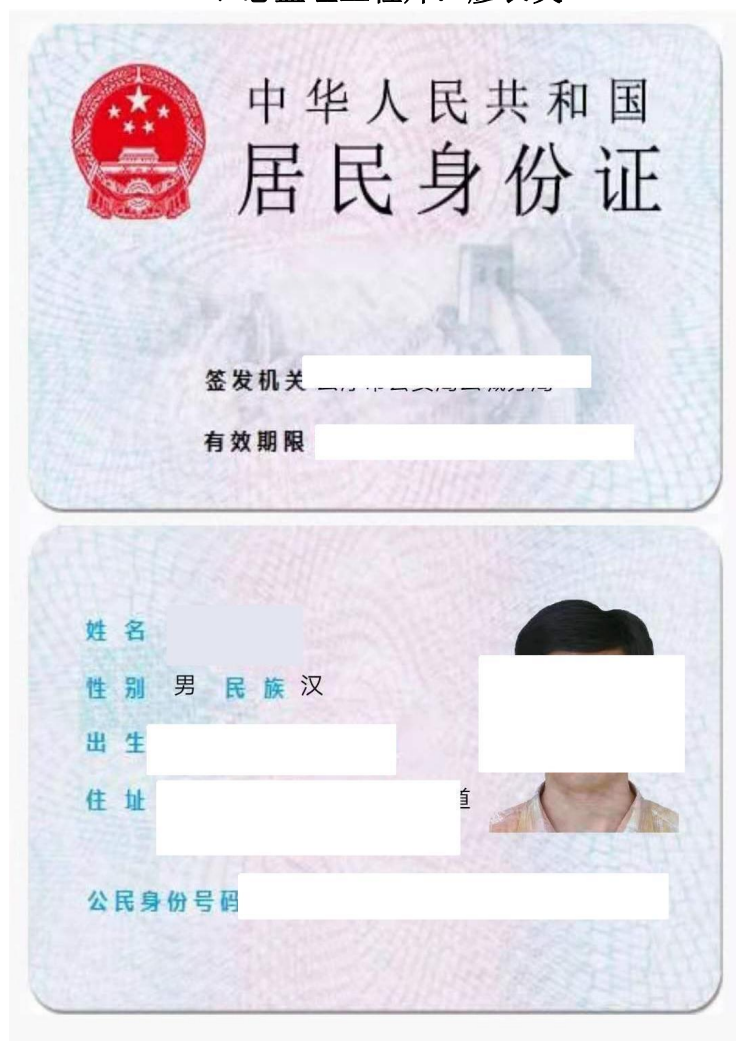 中华人民共和国
居民身份证
签发机关
有效期限
姓名
性别 男 民族 汉
出生
住址 道
公民身份号码